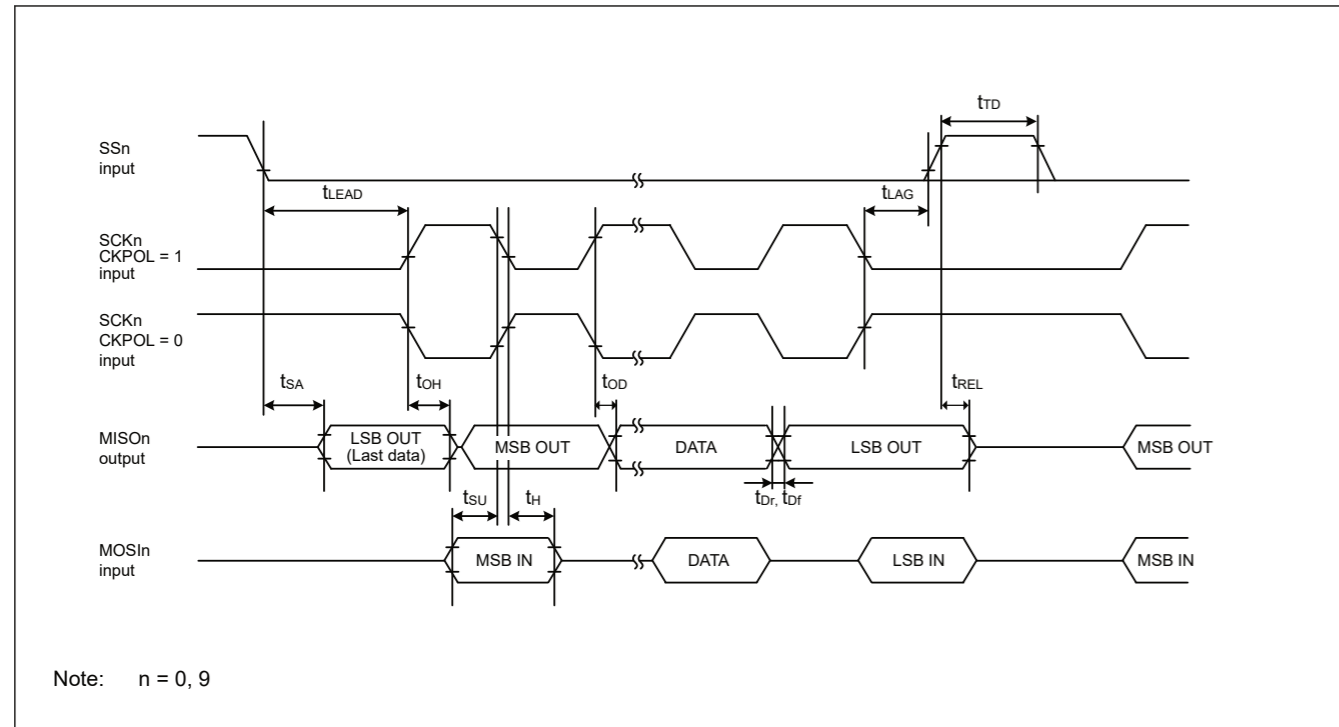 tTD
SSn
input
tLEAD
tLAG
SCKn
CKPOL = 1
input
SCKn
CKPOL = 0
input
tSA
tOH
tOD
tREL
MISOn
output
LSB OUT
(Last data)
MSB OUT
DATA
LSB OUT
MSB OUT
tSU
tH
tDr, tDf
MOSIn
input
MSB IN
DATA
LSB IN
MSB IN
Note: n = 0, 9